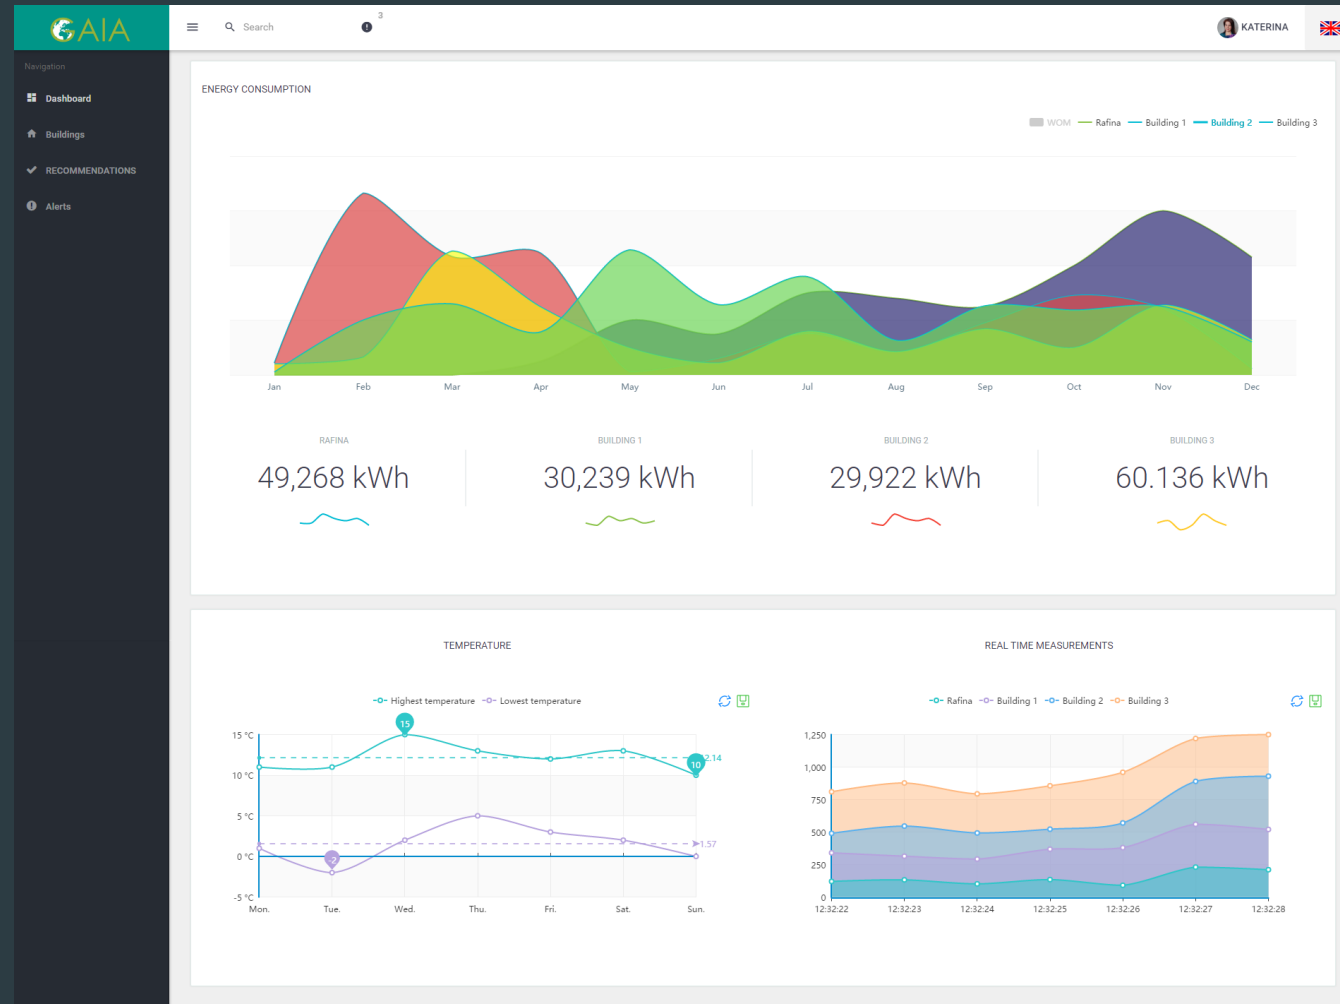 GAIA
Search
3
KATERINA
Navigation
Dashboard
Buildings
RECOMMENDATIONS
Alerts
ENERGY CONSUMPTION
WOM Rafina Building 1 Building 2 Building 3
Jan Feb Mar Apr May Jun Jul Aug Sep Oct Nov Dec
RAFINA BUILDING 1 BUILDING 2 BUILDING 3
49,268 kWh 30,239 kWh 29,922 kWh 60.136 kWh
TEMPERATURE
Highest temperature Lowest temperature
15
15 °C
2,14
10
10 °C
5 °C
1.57
0 °C
-2
-5 °C
Mon. Tue. Wed. Thu. Fri. Sat. Sun.
REAL TIME MEASUREMENTS
Rafina Building 1 Building 2 Building 3
1,250
1,000
750
500
250
0
12:32:22 12:32:23 12:32:24 12:32:25 12:32:26 12:32:27 12:32:28